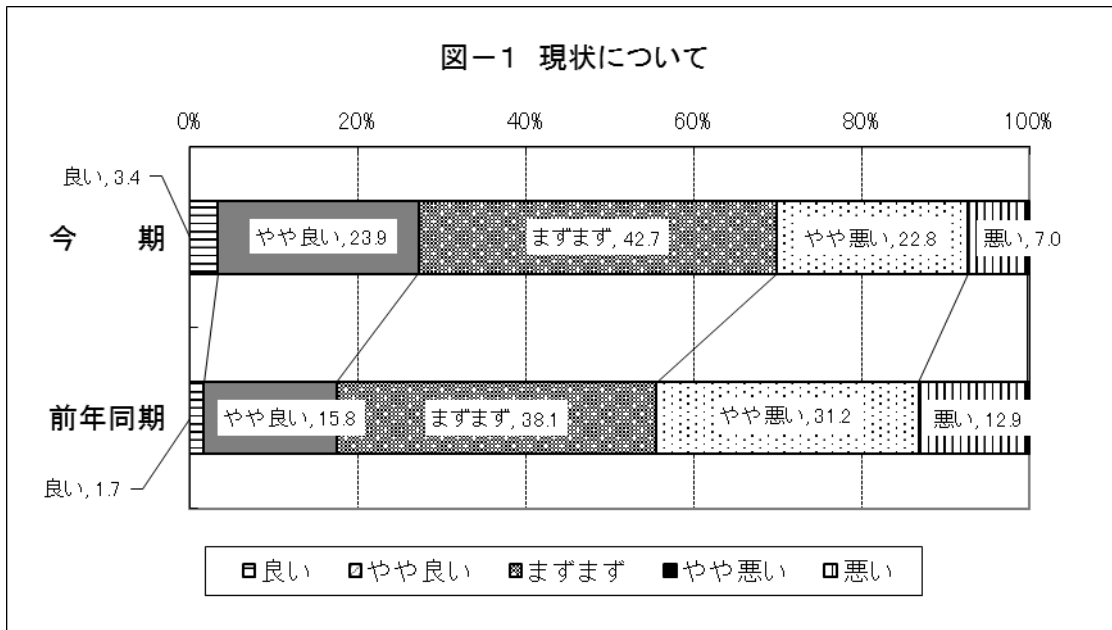 図－1 現状について
0% 20% 40% 60% 80% 100%
良い, 3.4
今　期
やや良い, 23.9
まずまず, 42.7
やや悪い, 22.8
悪い, 7.0
前年同期
やや良い, 15.8
まずまず, 38.1
やや悪い, 31.2
悪い, 12.9
良い, 1.7
良い やや良い まずまず やや悪い 悪い